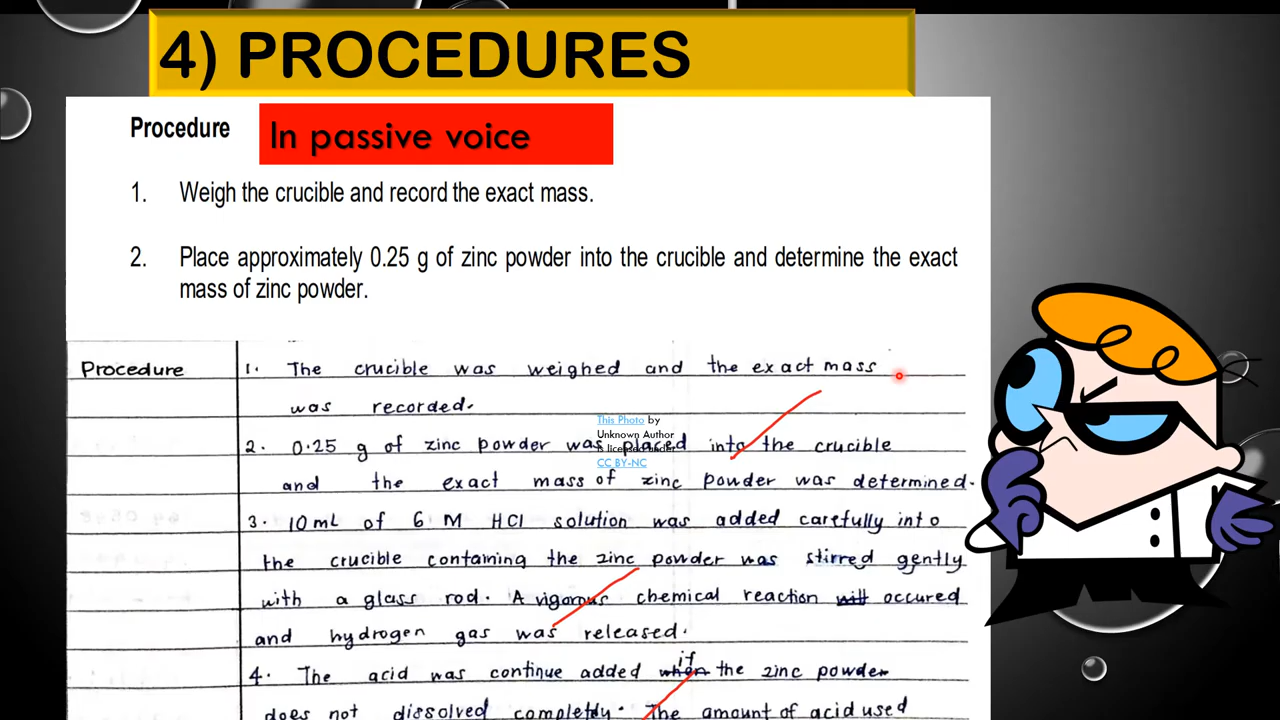 4) PROCEDURES
Procedure
In passive voice
1. Weigh the crucible and record the exact mass.
2. Place approximately 0.25 g of zinc powder into the crucible and determine the exact
mass of zinc powder.
Procedure
1. The crucible was weighed and the exact mass
was recorded.
This Photo by
Unknown Author
is licensed under
CC BY-NC
2. 0.25 g of zinc powder was placed into the crucible
and the exact mass of zinc powder was determined.
3. 10 mL of 6 M HCl solution was added carefully into
the crucible containing the zinc powder was stirred gently
with a glass rod. A vigorous chemical reaction will occured
and hydrogen gas was released.
if
4. The acid was continue added when the zinc powder
does not dissolved completely. The amount of acid used